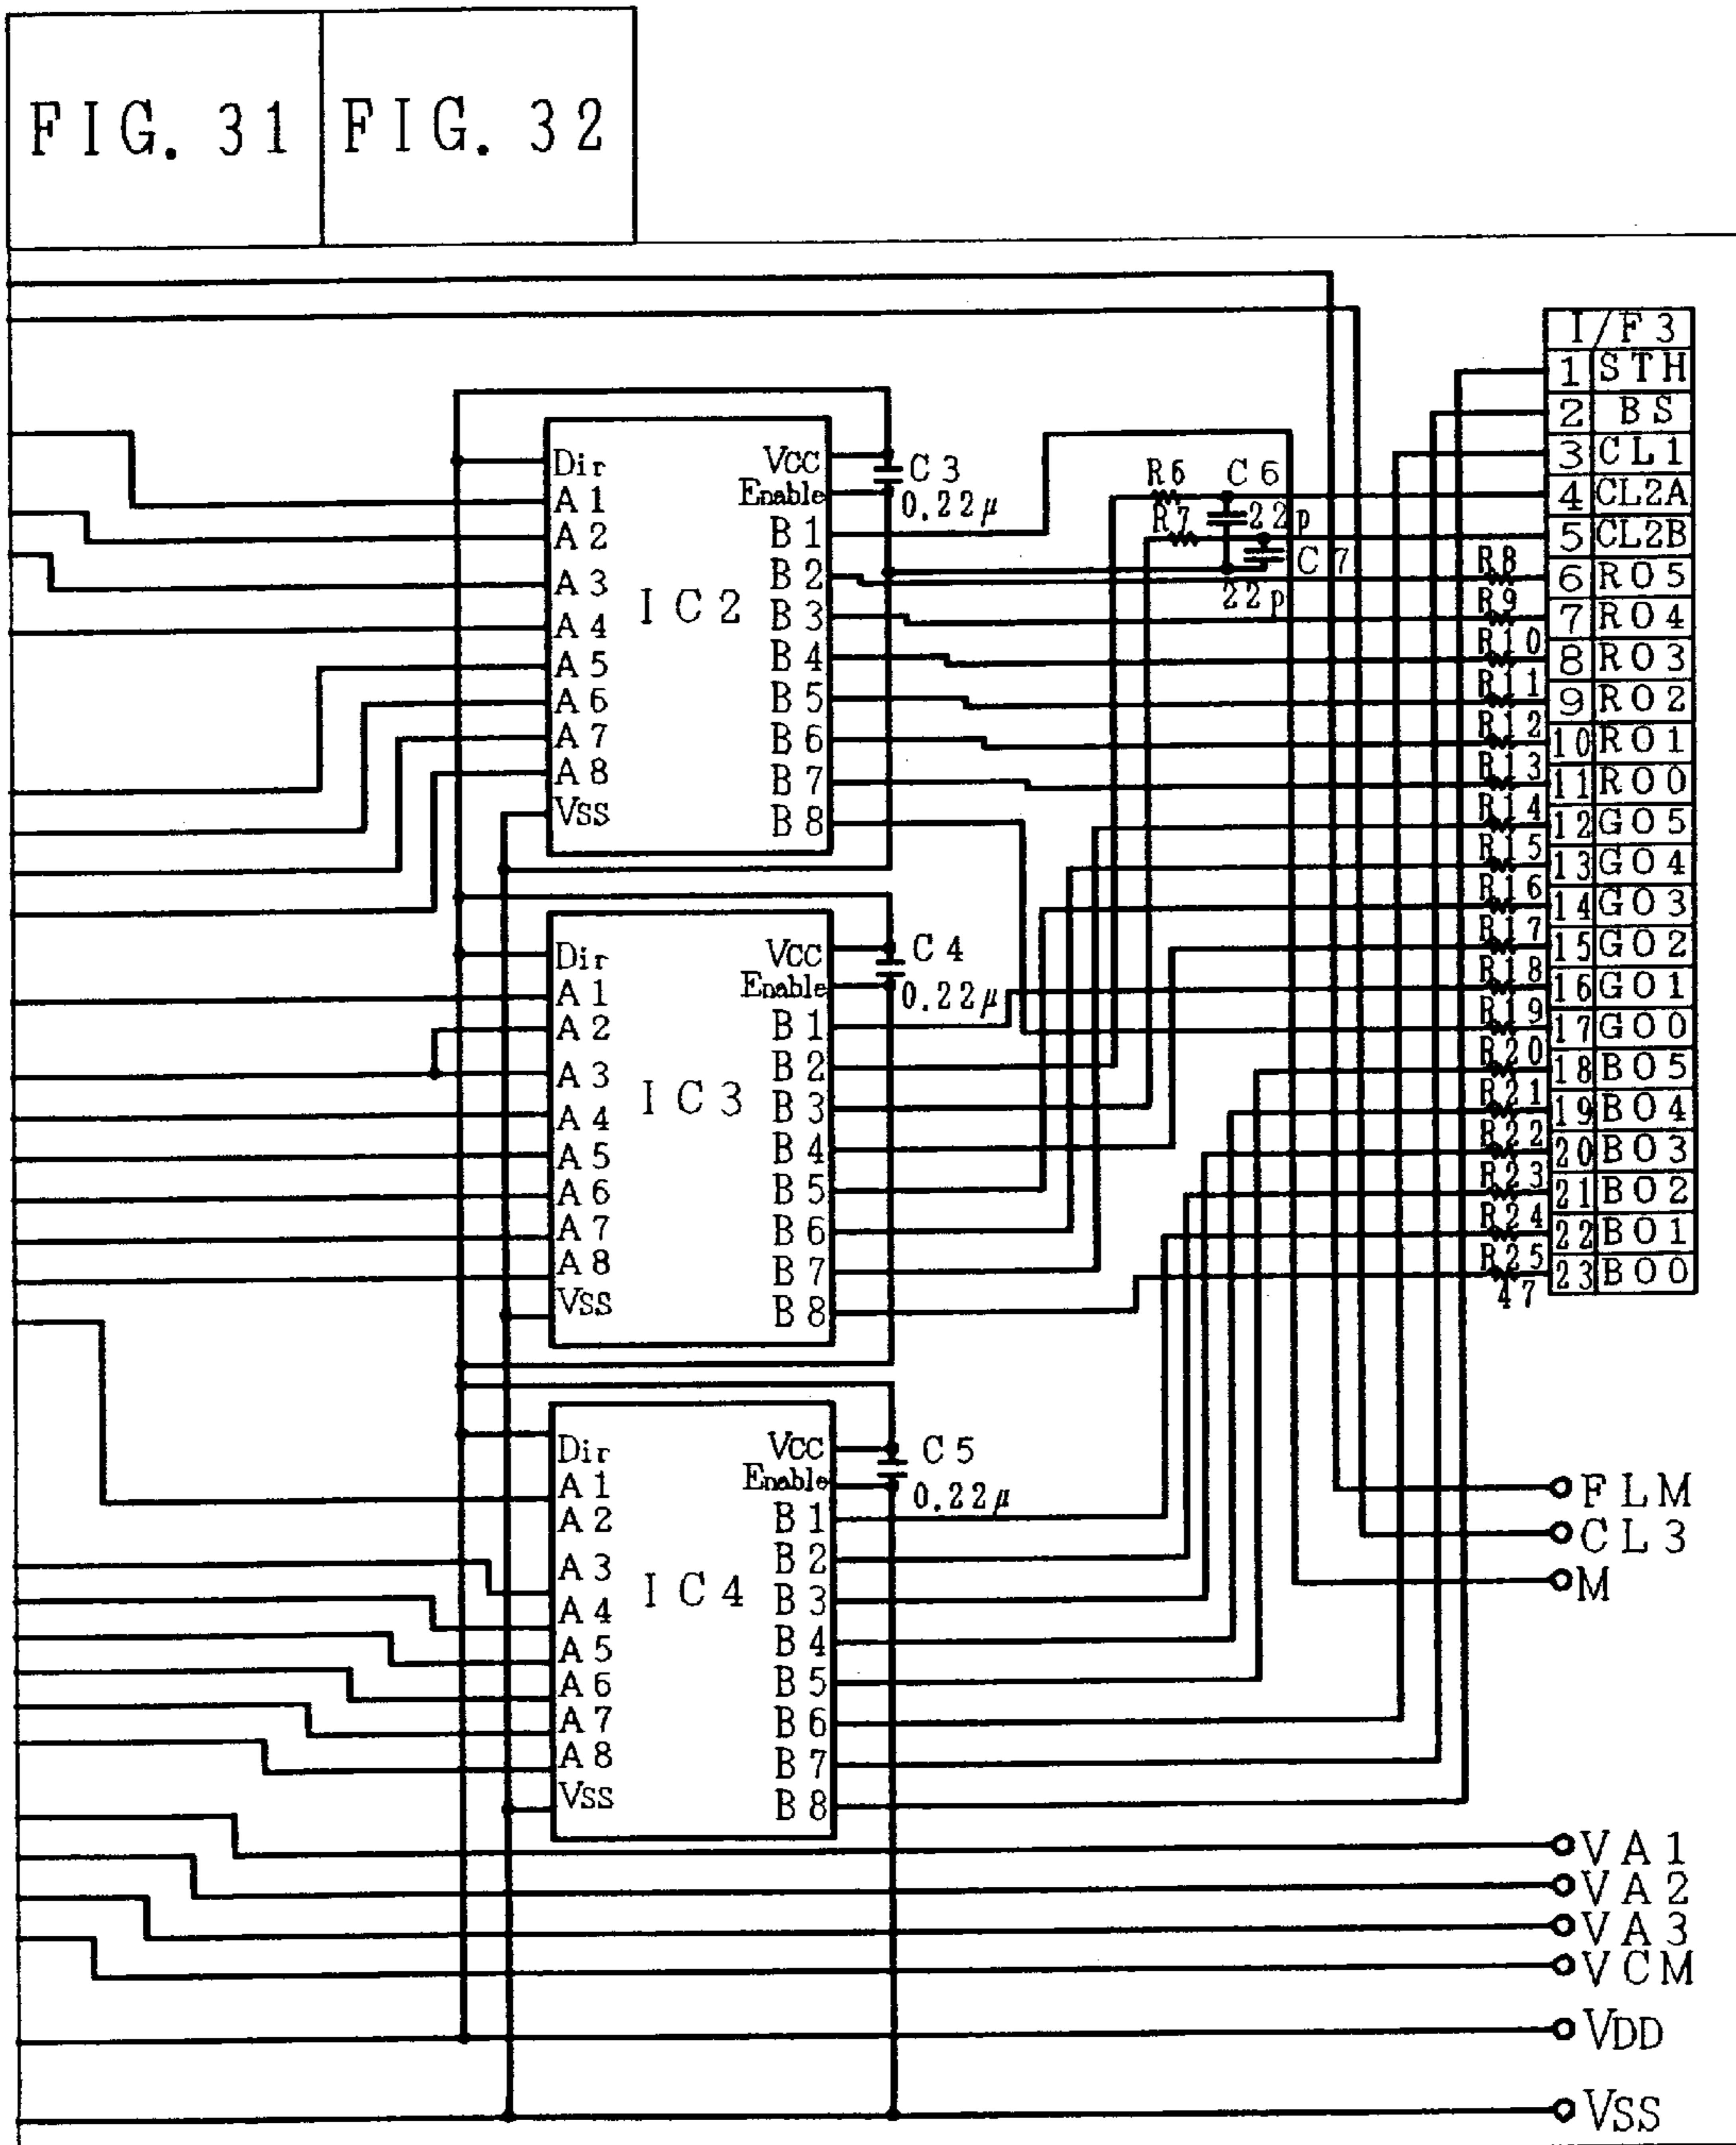 FIG. 31
FIG. 32
IC2
Dir
A1
A2
A3
A4
A5
A6
A7
A8
VSS
VCC
Enable
B1
B2
B3
B4
B5
B6
B7
B8
C3
0.22μ
IC3
Dir
A1
A2
A3
A4
A5
A6
A7
A8
VSS
VCC
Enable
B1
B2
B3
B4
B5
B6
B7
B8
C4
0.22μ
IC4
Dir
A1
A2
A3
A4
A5
A6
A7
A8
VSS
VCC
Enable
B1
B2
B3
B4
B5
B6
B7
B8
C5
0.22μ
R6
C6
22p
R7
C7
22p
R8
R9
R10
R11
R12
R13
R14
R15
R16
R17
R18
R19
R20
R21
R22
R23
R24
R25
47
I/F3
1 STH
2 BS
3 CL1
4 CL2A
5 CL2B
6 RO5
7 RO4
8 RO3
9 RO2
10 RO1
11 RO0
12 GO5
13 GO4
14 GO3
15 GO2
16 GO1
17 GO0
18 BO5
19 BO4
20 BO3
21 BO2
22 BO1
23 BO0
FLM
CL3
M
VA1
VA2
VA3
VCM
VDD
VSS